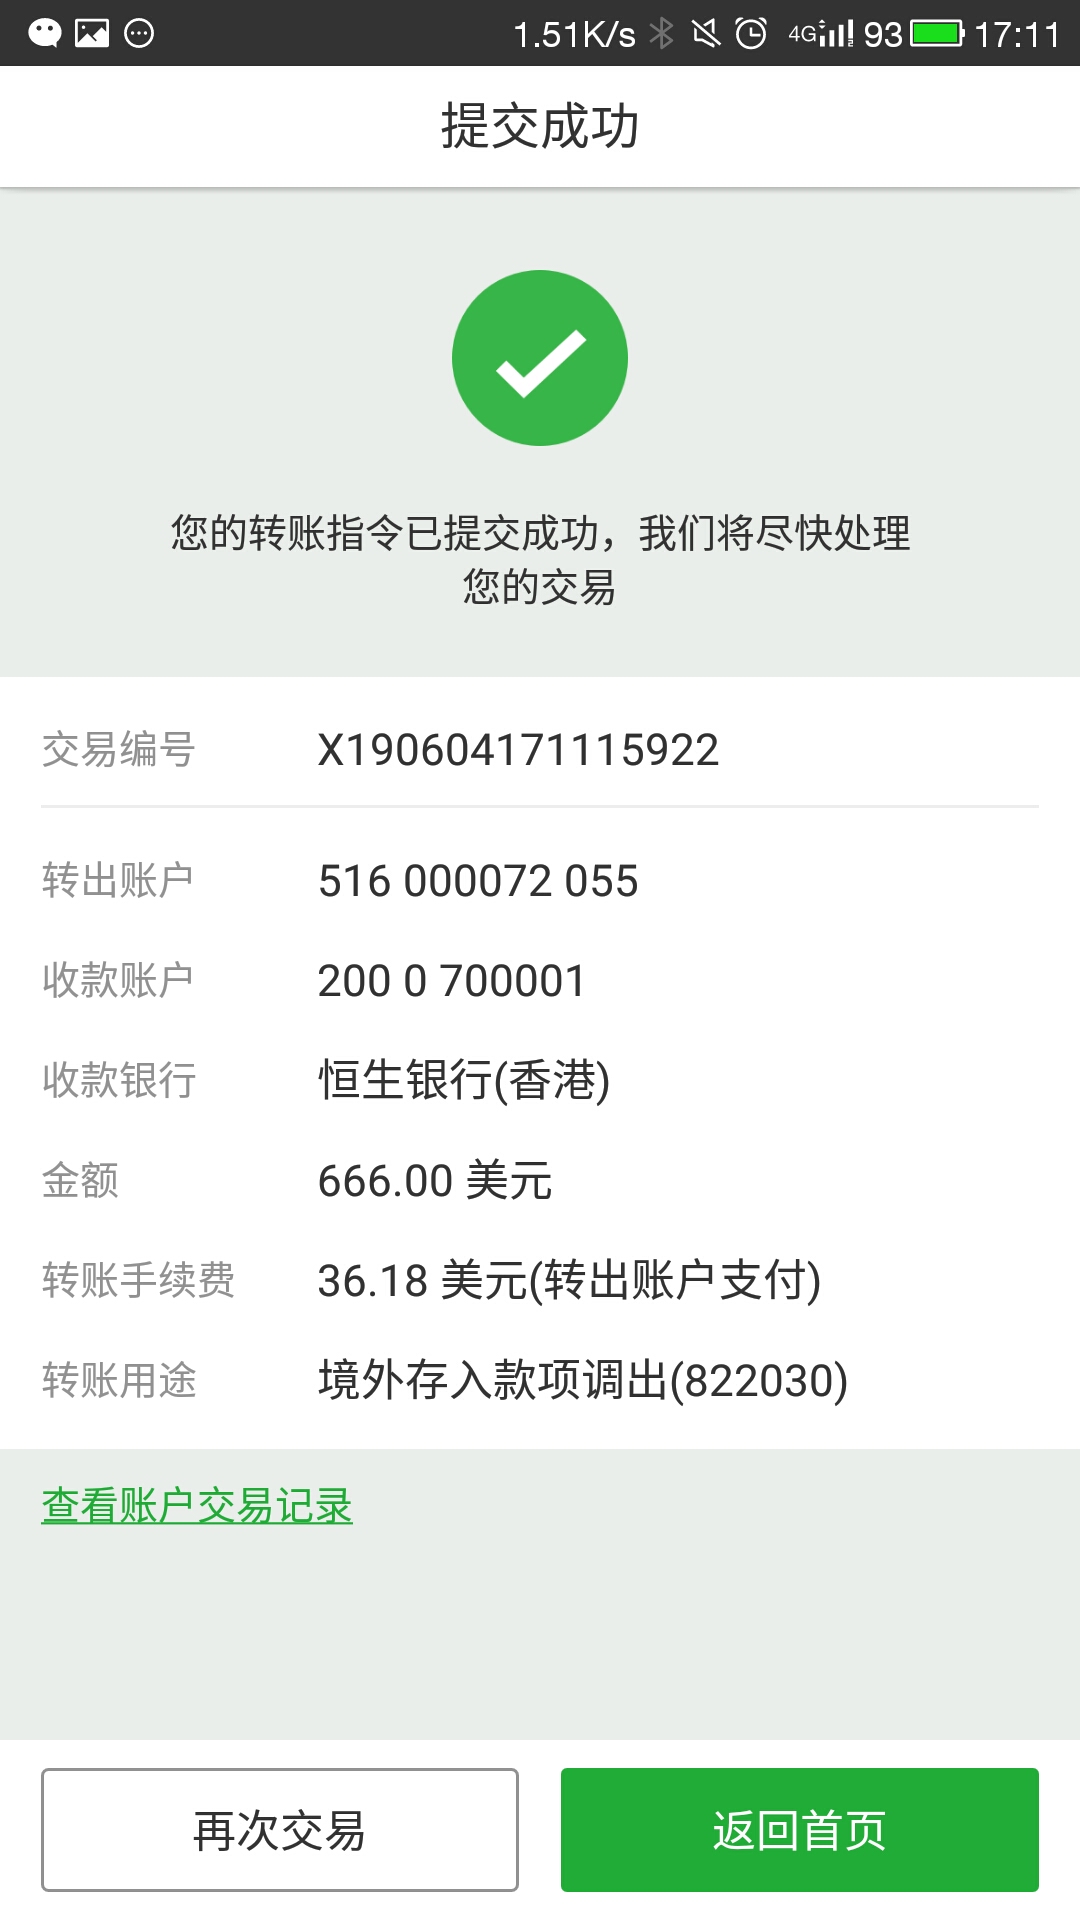 1.51K/s 4G 93 17:11
提交成功
您的转账指令已提交成功，我们将尽快处理
您的交易
交易编号 X190604171115922
转出账户 516 000072 055
收款账户 200 0 700001
收款银行 恒生银行(香港)
金额 666.00 美元
转账手续费 36.18 美元(转出账户支付)
转账用途 境外存入款项调出(822030)
查看账户交易记录
再次交易 返回首页